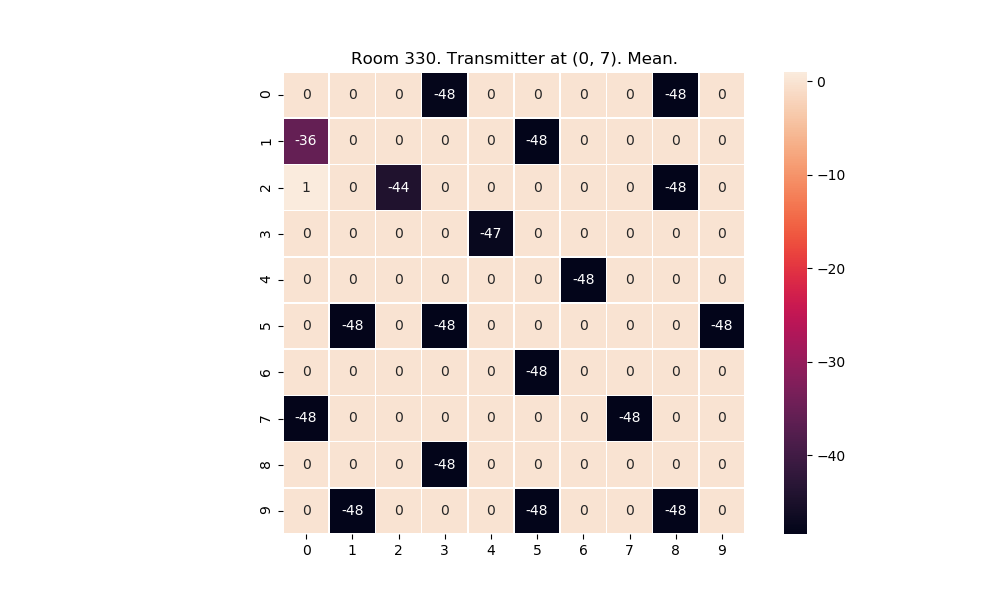 Room 330. Transmitter at (0, 7). Mean.
0 0 0 0 -48 0 0 0 0 -48 0
1 -36 0 0 0 0 -48 0 0 0 0
2 1 0 -44 0 0 0 0 0 -48 0
3 0 0 0 0 -47 0 0 0 0 0
4 0 0 0 0 0 0 -48 0 0 0
5 0 -48 0 -48 0 0 0 0 0 -48
6 0 0 0 0 0 -48 0 0 0 0
7 -48 0 0 0 0 0 0 -48 0 0
8 0 0 0 -48 0 0 0 0 0 0
9 0 -48 0 0 0 -48 0 0 -48 0
0 1 2 3 4 5 6 7 8 9
0
−10
−20
−30
−40